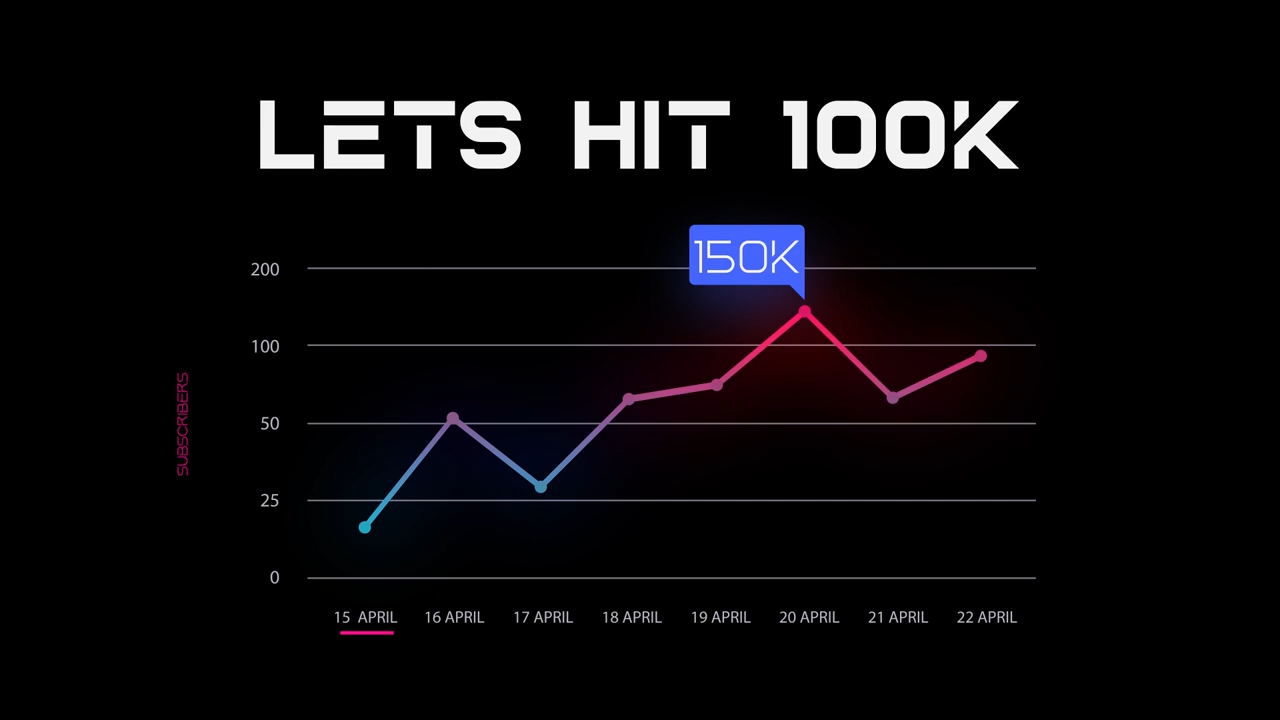 LETS HIT 100K
150K
200
100
50
25
0
SUBSCRIBERS
15 APRIL
16 APRIL
17 APRIL
18 APRIL
19 APRIL
20 APRIL
21 APRIL
22 APRIL